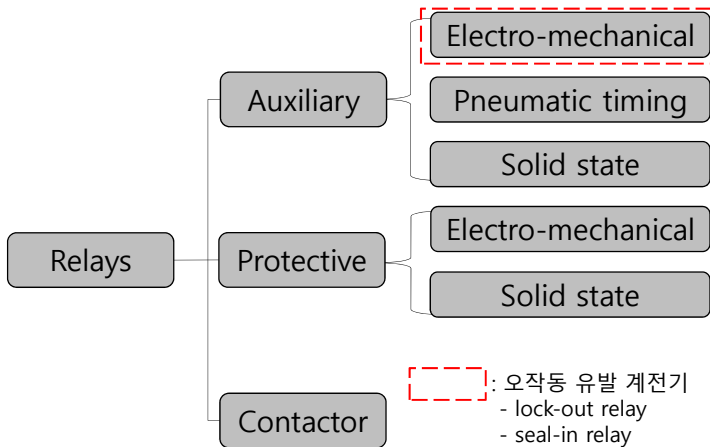 Electro-mechanical
Auxiliary
Pneumatic timing
Solid state
Electro-mechanical
Relays
Protective
Solid state
: 오작동 유발 계전기
- lock-out relay
- seal-in relay
Contactor